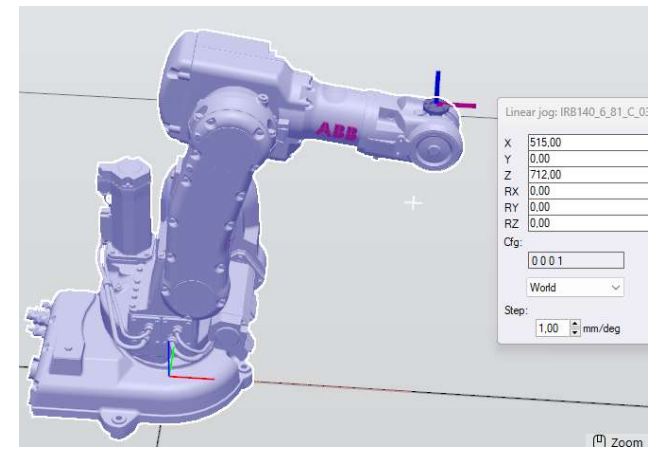 ABB
Linear jog: IRB140_6_81_C_03
X 515,00
Y 0,00
Z 712,00
RX 0,00
RY 0,00
RZ 0,00
Cfg:
0 0 0 1
World
Step:
1,00 mm/deg
Zoom